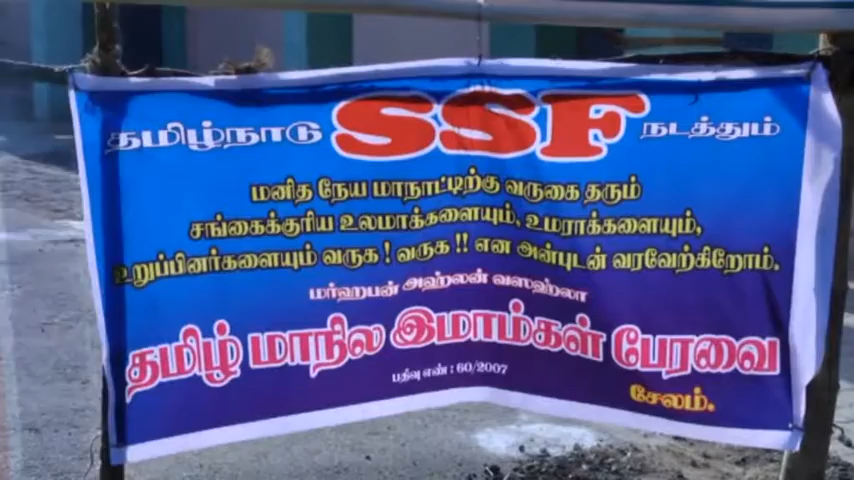 தமிழ்நாடு SSF நடத்தும்
மனித நேய மாநாட்டிற்கு வருகை தரும்
சங்கைக்குரிய உலமாக்களையும், உமராக்களையும்,
உறுப்பினர்களையும் வருக ! வருக !! என அன்புடன் வரவேற்கிறோம்.
மர்ஹபன் அஹ்லன் வஸஹ்லா
தமிழ் மாநில இமாம்கள் பேரவை
பதிவு எண் : 60/2007
சேலம்.